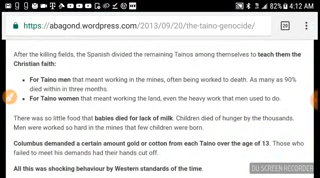 82% 4:12 AM
https://abagond.wordpress.com/2013/09/20/the-taino-genocide/
After the killing fields, the Spanish divided the remaining Tainos among themselves to teach them the
Christian faith:
• For Taino men that meant working in the mines, often being worked to death. As many as 90%
died within in three months.
• For Taino women that meant working the land, even the heavy work that men used to do.
There was so little food that babies died for lack of milk. Children died of hunger by the thousands.
Men were worked so hard in the mines that few children were born.
Columbus demanded a certain amount gold or cotton from each Taino over the age of 13. Those who
failed to meet his demands had their hands cut off.
All this was shocking behaviour by Western standards of the time.
DU SCREEN RECORDER